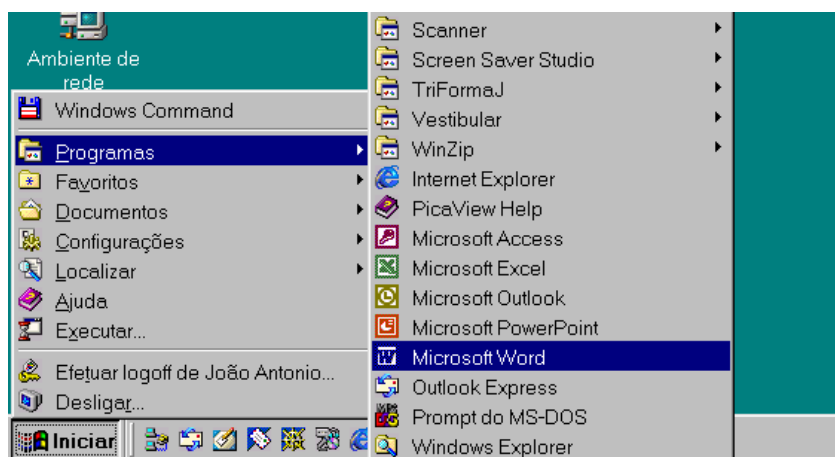 Ambiente de
rede
Windows Command
Programas
Favoritos
Documentos
Configurações
Localizar
Ajuda
Executar...
Efetuar logoff de João Antonio...
Desligar...
Iniciar
Scanner
Screen Saver Studio
TriFormaJ
Vestibular
WinZip
Internet Explorer
PicaView Help
Microsoft Access
Microsoft Excel
Microsoft Outlook
Microsoft PowerPoint
Microsoft Word
Outlook Express
Prompt do MS-DOS
Windows Explorer